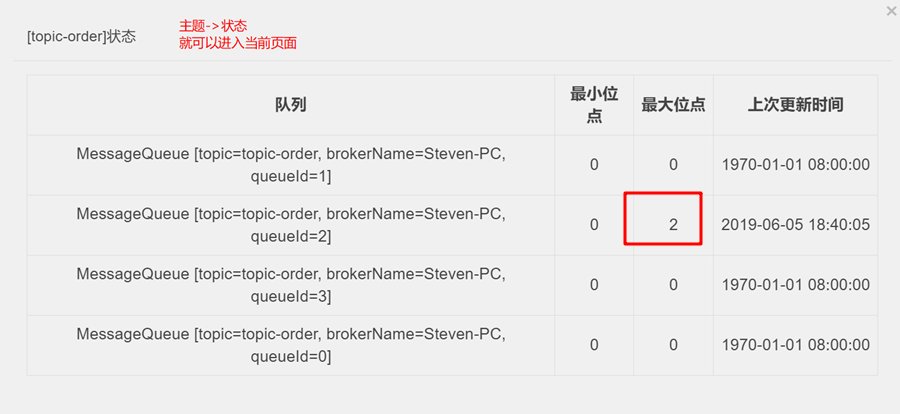 [topic-order]状态
主题->状态
就可以进入当前页面
×
队列
最小位
点
最大位点
上次更新时间
MessageQueue [topic=topic-order, brokerName=Steven-PC,
queueId=1]
0
0
1970-01-01 08:00:00
MessageQueue [topic=topic-order, brokerName=Steven-PC,
queueId=2]
0
2
2019-06-05 18:40:05
MessageQueue [topic=topic-order, brokerName=Steven-PC,
queueId=3]
0
0
1970-01-01 08:00:00
MessageQueue [topic=topic-order, brokerName=Steven-PC,
queueId=0]
0
0
1970-01-01 08:00:00